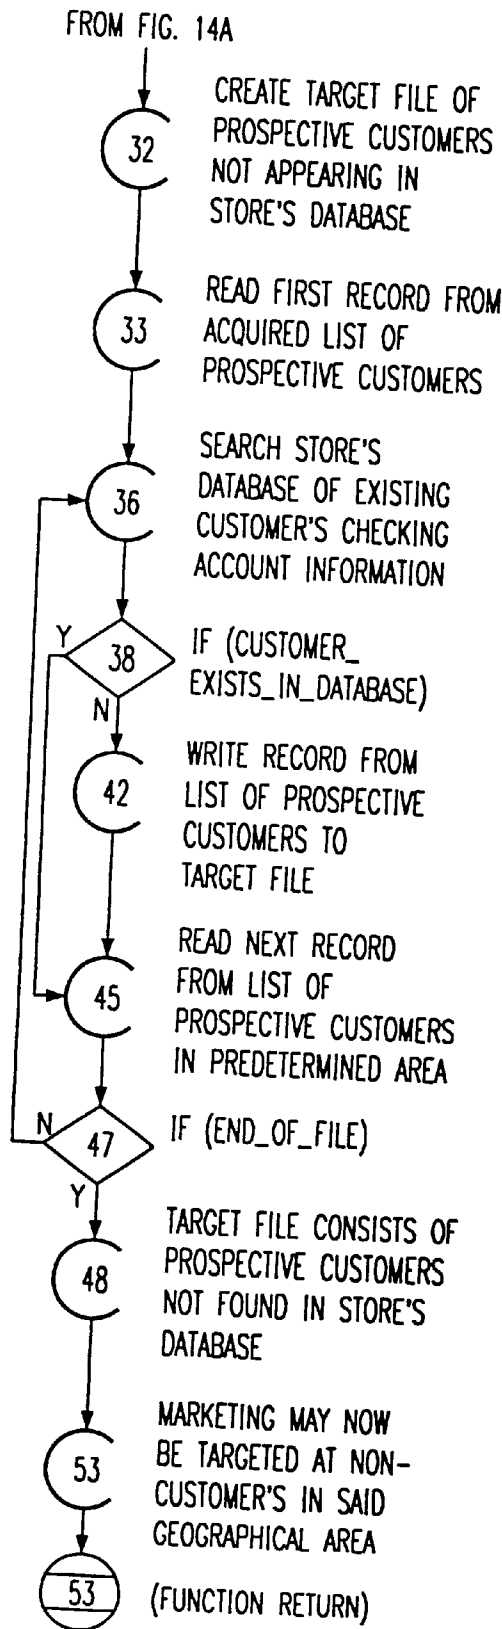 FROM FIG. 14A
32
CREATE TARGET FILE OF
PROSPECTIVE CUSTOMERS
NOT APPEARING IN
STORE'S DATABASE
33
READ FIRST RECORD FROM
ACQUIRED LIST OF
PROSPECTIVE CUSTOMERS
36
SEARCH STORE'S
DATABASE OF EXISTING
CUSTOMER'S CHECKING
ACCOUNT INFORMATION
Y
38
N
IF (CUSTOMER_
EXISTS_IN_DATABASE)
42
WRITE RECORD FROM
LIST OF PROSPECTIVE
CUSTOMERS TO
TARGET FILE
45
READ NEXT RECORD
FROM LIST OF
PROSPECTIVE CUSTOMERS
IN PREDETERMINED AREA
N
47
Y
IF (END_OF_FILE)
48
TARGET FILE CONSISTS OF
PROSPECTIVE CUSTOMERS
NOT FOUND IN STORE'S
DATABASE
53
MARKETING MAY NOW
BE TARGETED AT NON-
CUSTOMER'S IN SAID
GEOGRAPHICAL AREA
53
(FUNCTION RETURN)